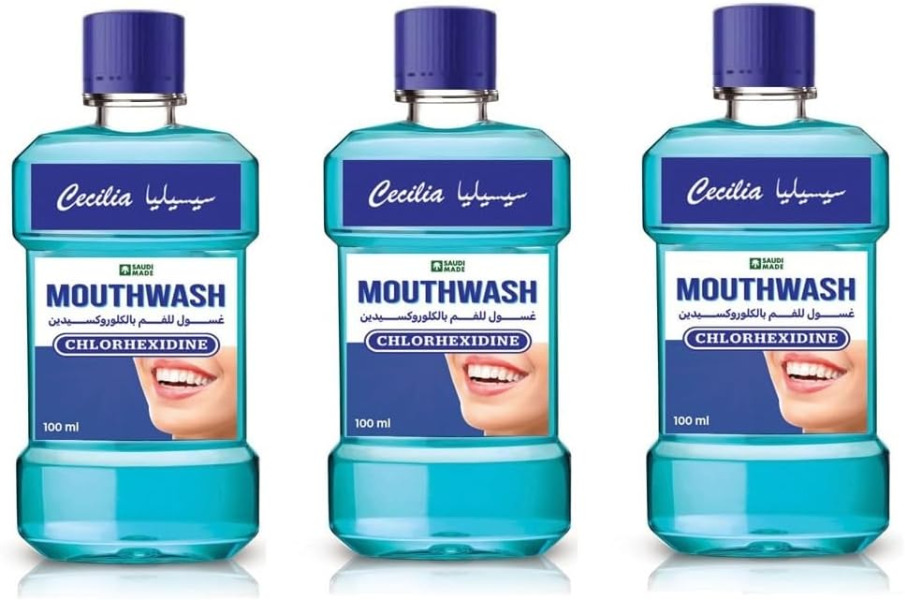 Cecilia سيسيليا
SAUDI
MADE
MOUTHWASH
غسول للفم بالكلوروكسيدين
CHLORHEXIDINE
100 ml
Cecilia سيسيليا
SAUDI
MADE
MOUTHWASH
غسول للفم بالكلوروكسيدين
CHLORHEXIDINE
100 ml
Cecilia سيسيليا
SAUDI
MADE
MOUTHWASH
غسول للفم بالكلوروكسيدين
CHLORHEXIDINE
100 ml